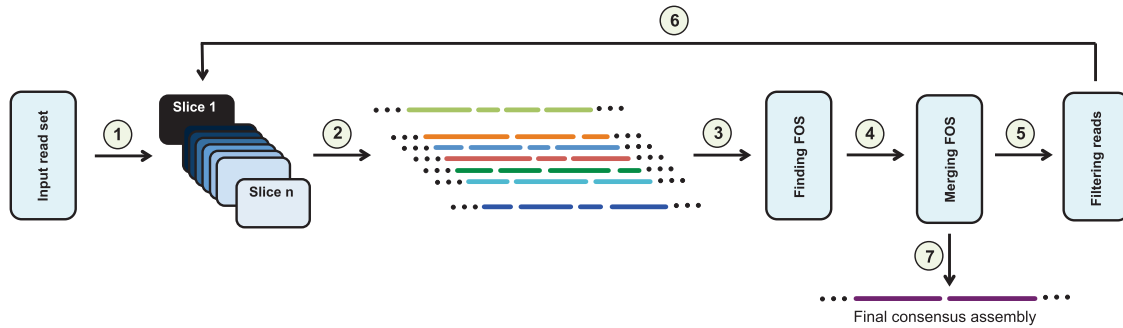 6
Slice 1
Input read set
1
2
3
Finding FOS
4
Merging FOS
5
Filtering reads
Slice n
7
Final consensus assembly